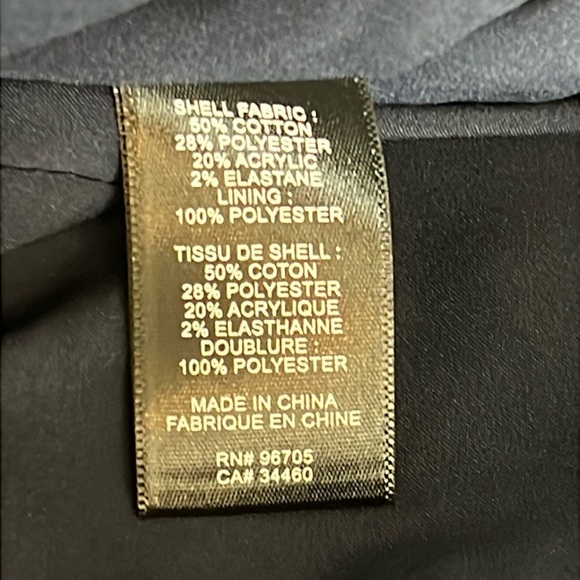 SHELL FABRIC :
50% COTTON
28% POLYESTER
20% ACRYLIC
2% ELASTANE
LINING :
100% POLYESTER
TISSU DE SHELL :
50% COTON
28% POLYESTER
20% ACRYLIQUE
2% ELASTHANNE
DOUBLURE :
100% POLYESTER
MADE IN CHINA
FABRIQUE EN CHINE
RN# 96705
CA# 34460